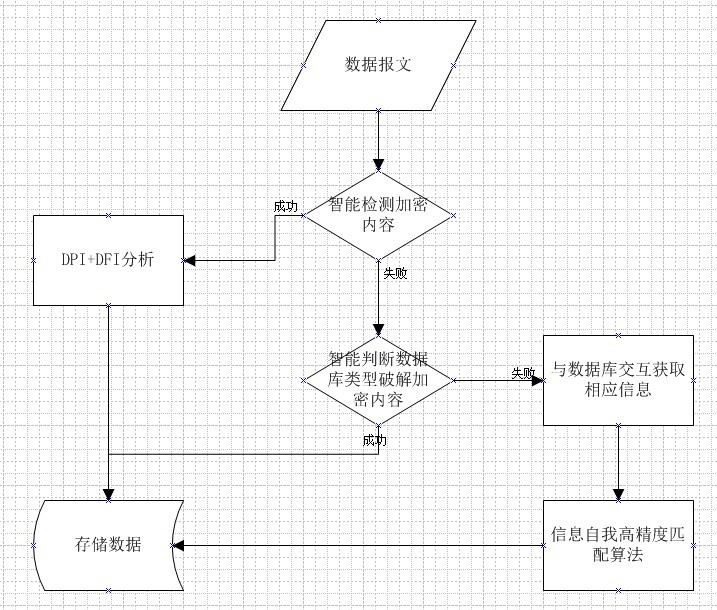 数据报文
智能检测加密
内容
成功
DPI+DFI分析
失败
智能判断数据
库类型破解加
密内容
失败
与数据库交互获取
相应信息
成功
存储数据
信息自我高精度匹
配算法